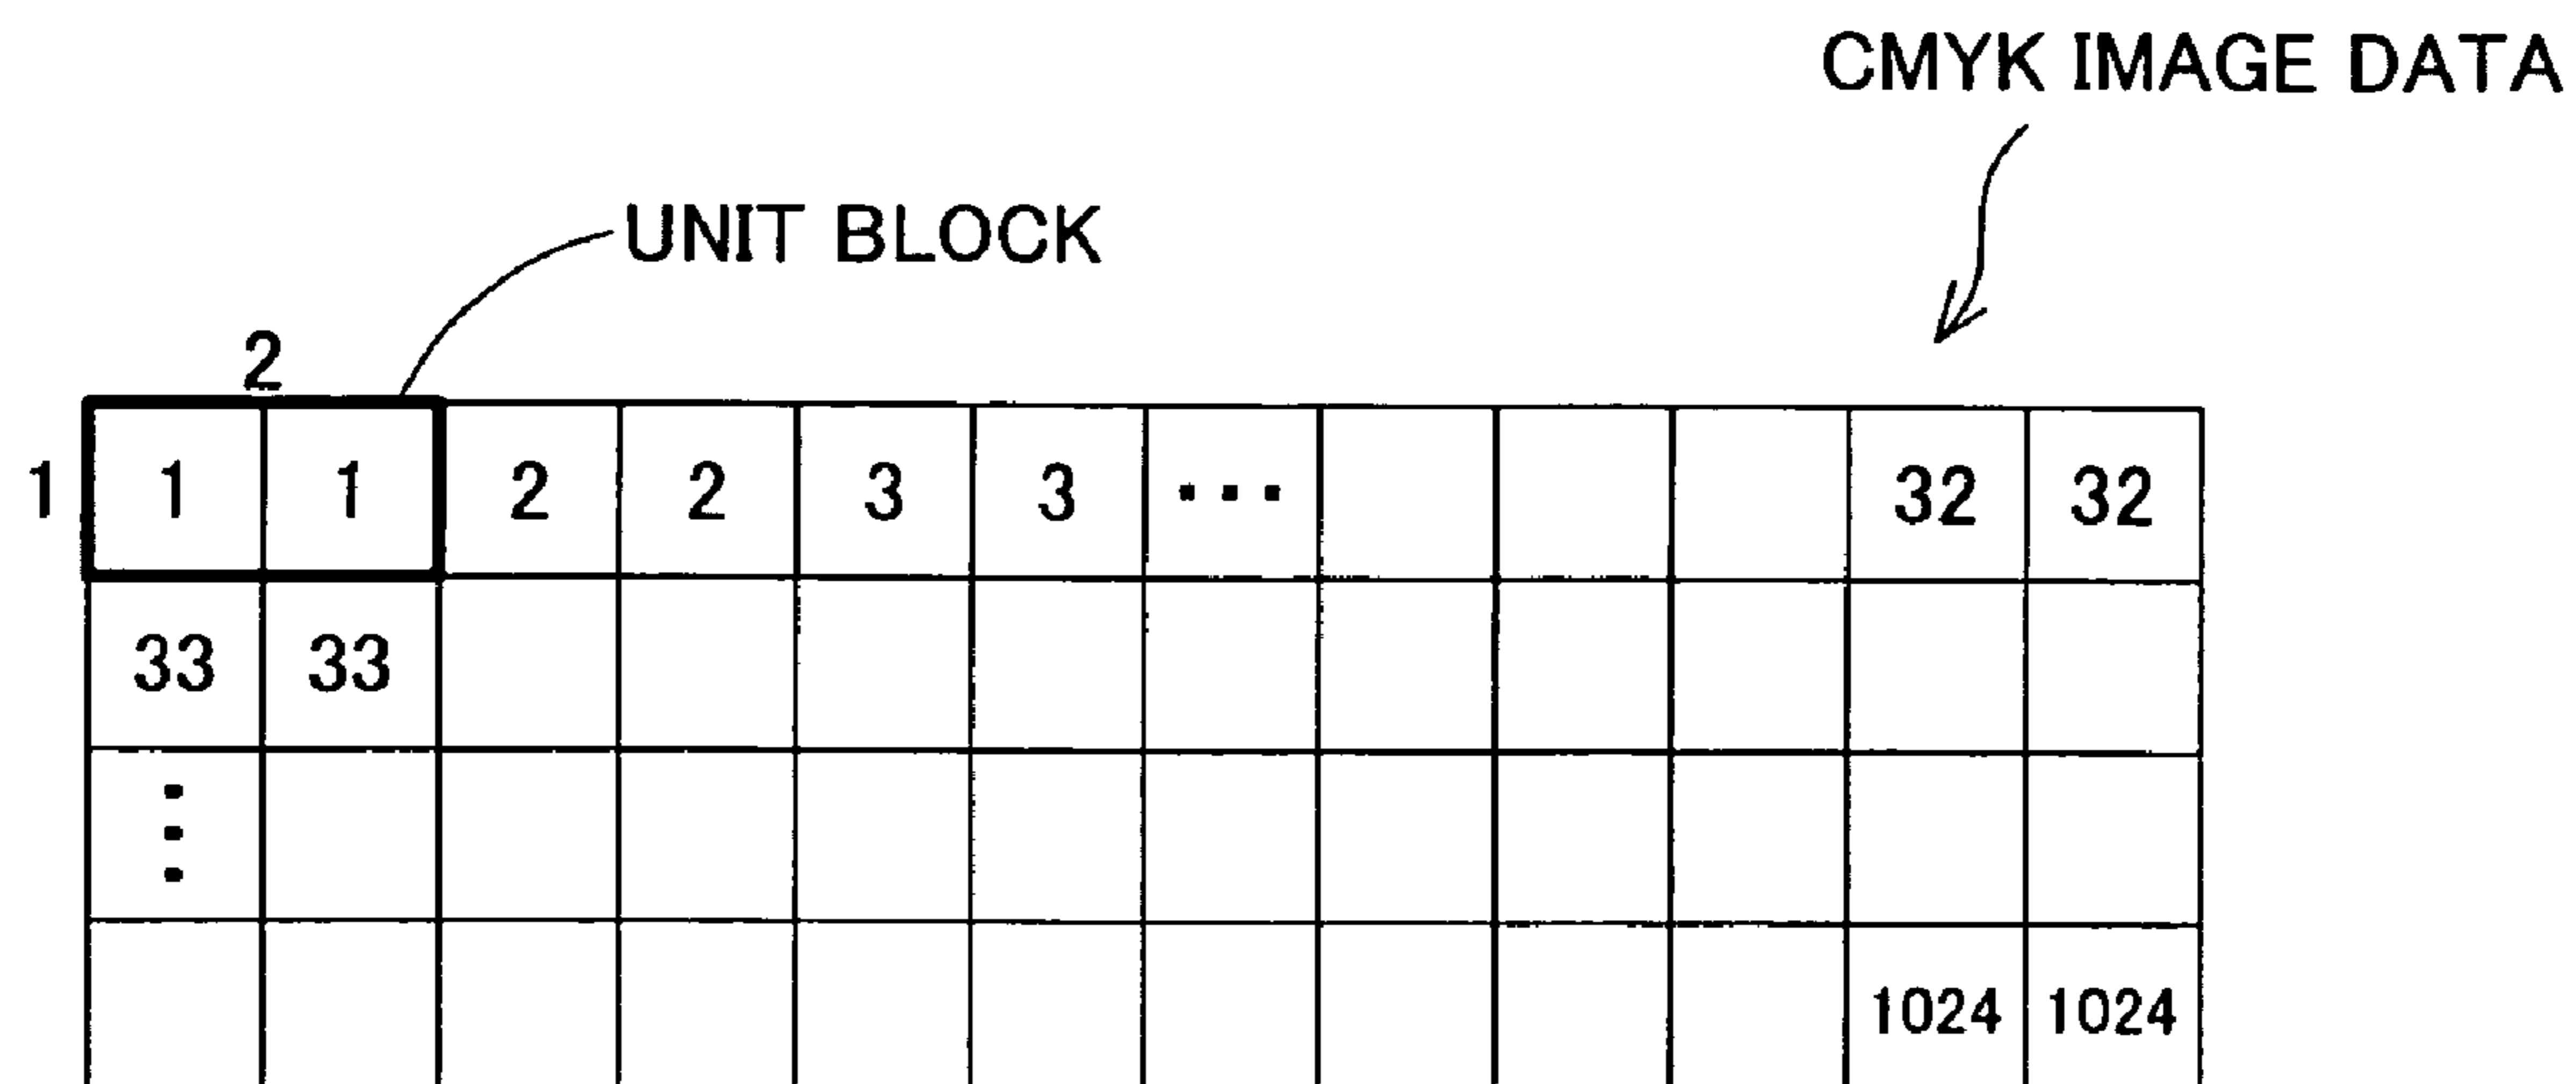 CMYK IMAGE DATA
UNIT BLOCK
2
1 1 1 2 2 3 3 ... 32 32
33 33
⋮
1024 1024